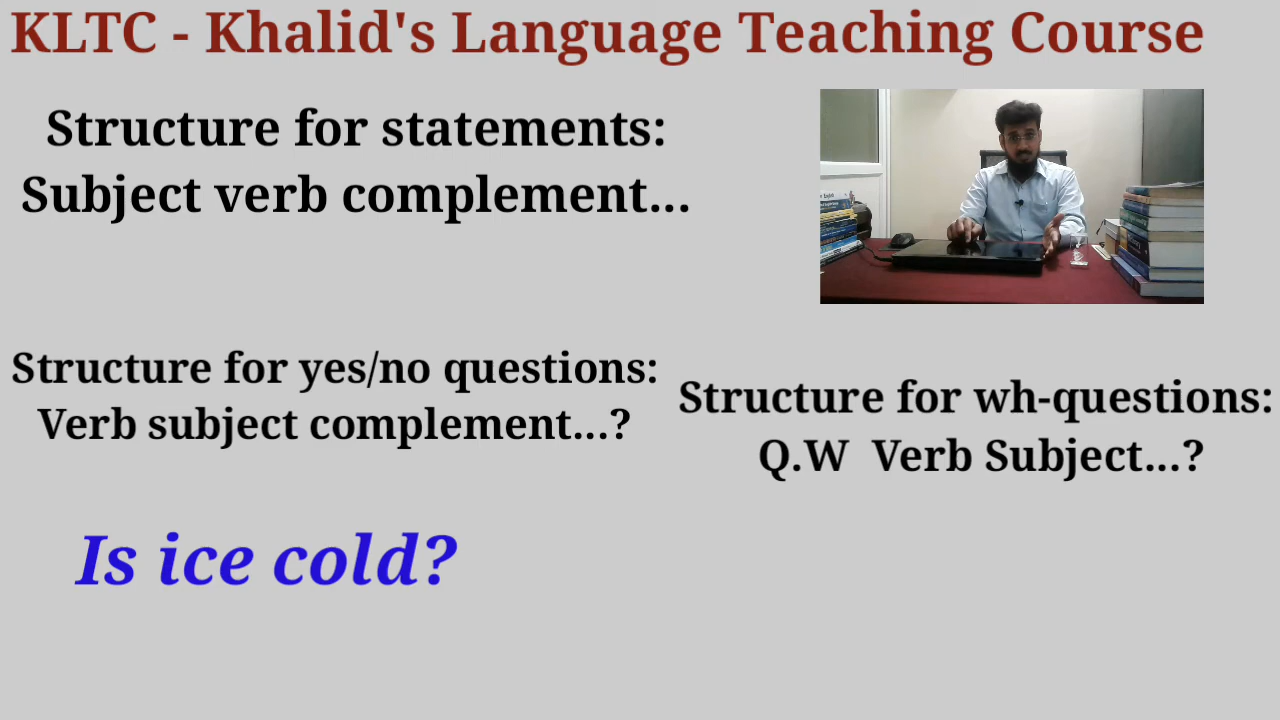 KLTC - Khalid's Language Teaching Course
Structure for statements:
Subject verb complement...
Structure for yes/no questions:
Verb subject complement...?
Structure for wh-questions:
Q.W Verb Subject...?
Is ice cold?